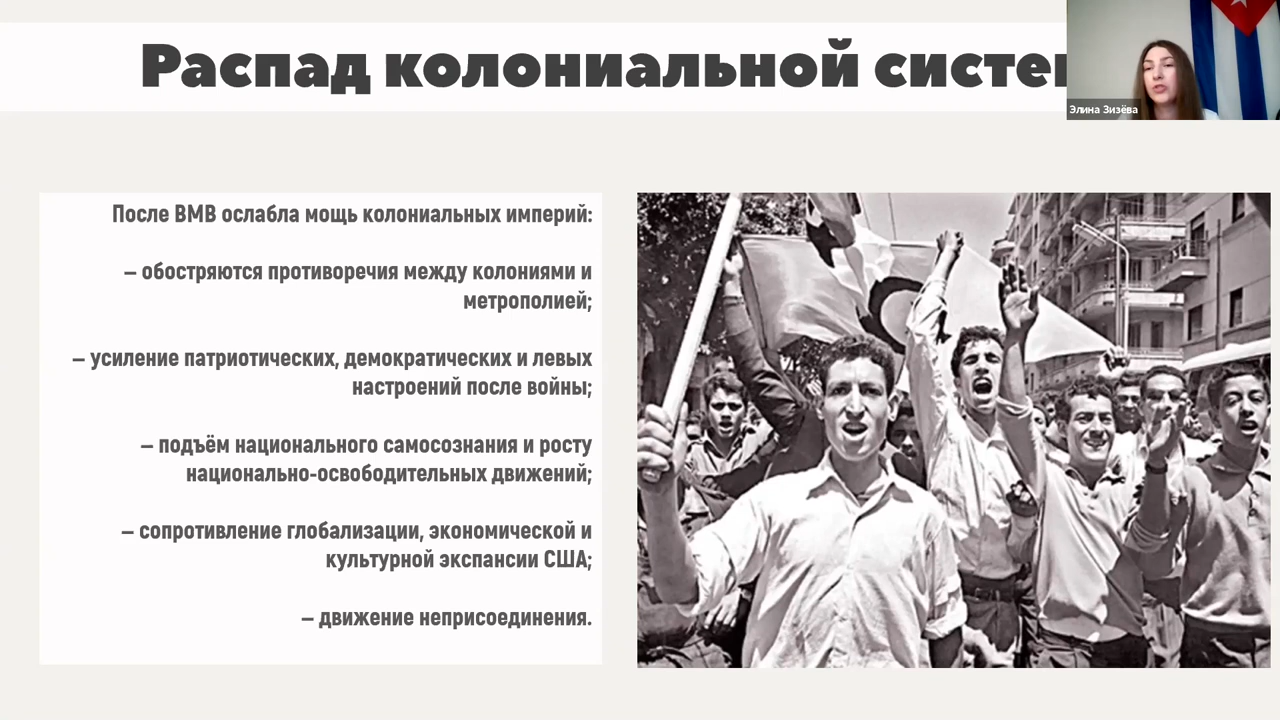 Распад колониальной систе
Элина Зизёва
После ВМВ ослабла мощь колониальных империй:
– обостряются противоречия между колониями и
метрополией;
– усиление патриотических, демократических и левых
настроений после войны;
– подъём национального самосознания и росту
национально-освободительных движений;
– сопротивление глобализации, экономической и
культурной экспансии США;
– движение неприсоединения.